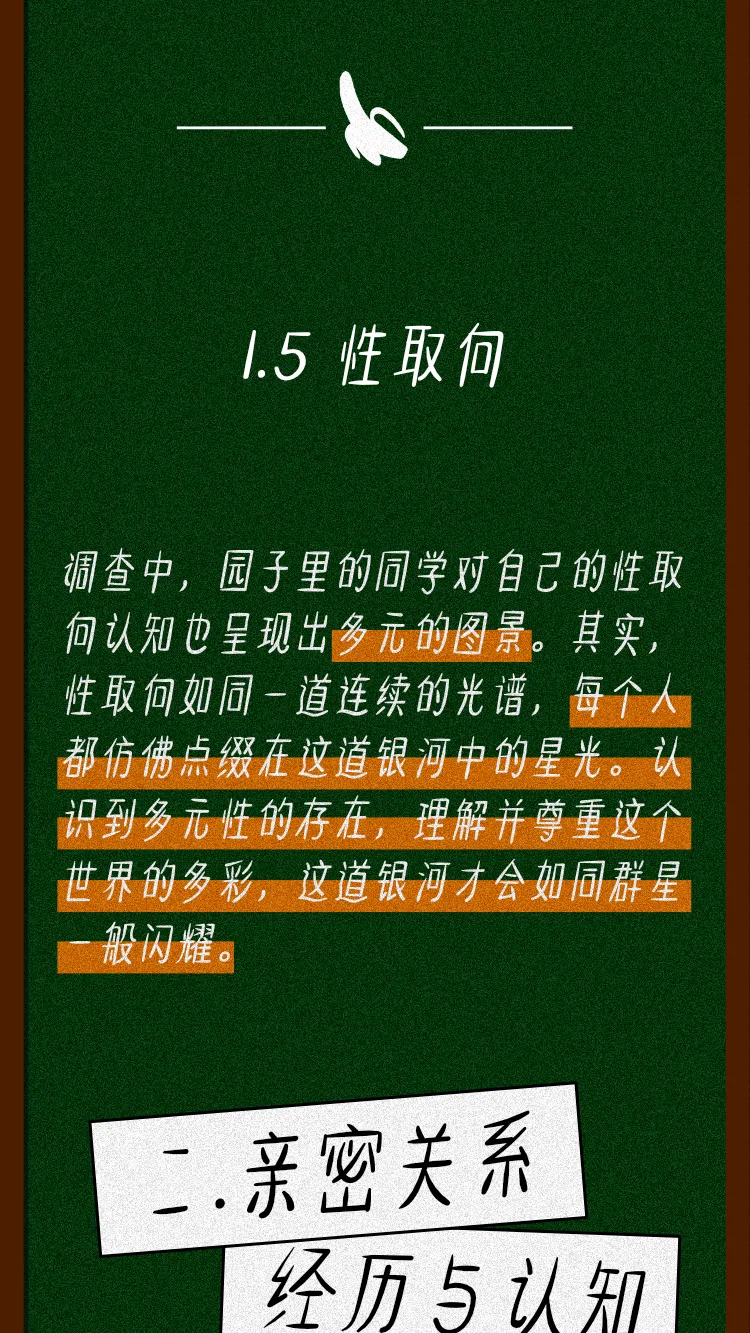 1.5 性取向
调查中，园子里的同学对自己的性取
向认知也呈现出多元的图景。其实，
性取向如同一道连续的光谱，每个人
都仿佛点缀在这道银河中的星光。认
识到多元性的存在，理解并尊重这个
世界的多彩，这道银河才会如同群星
一般闪耀。
二.亲密关系
经历与认知